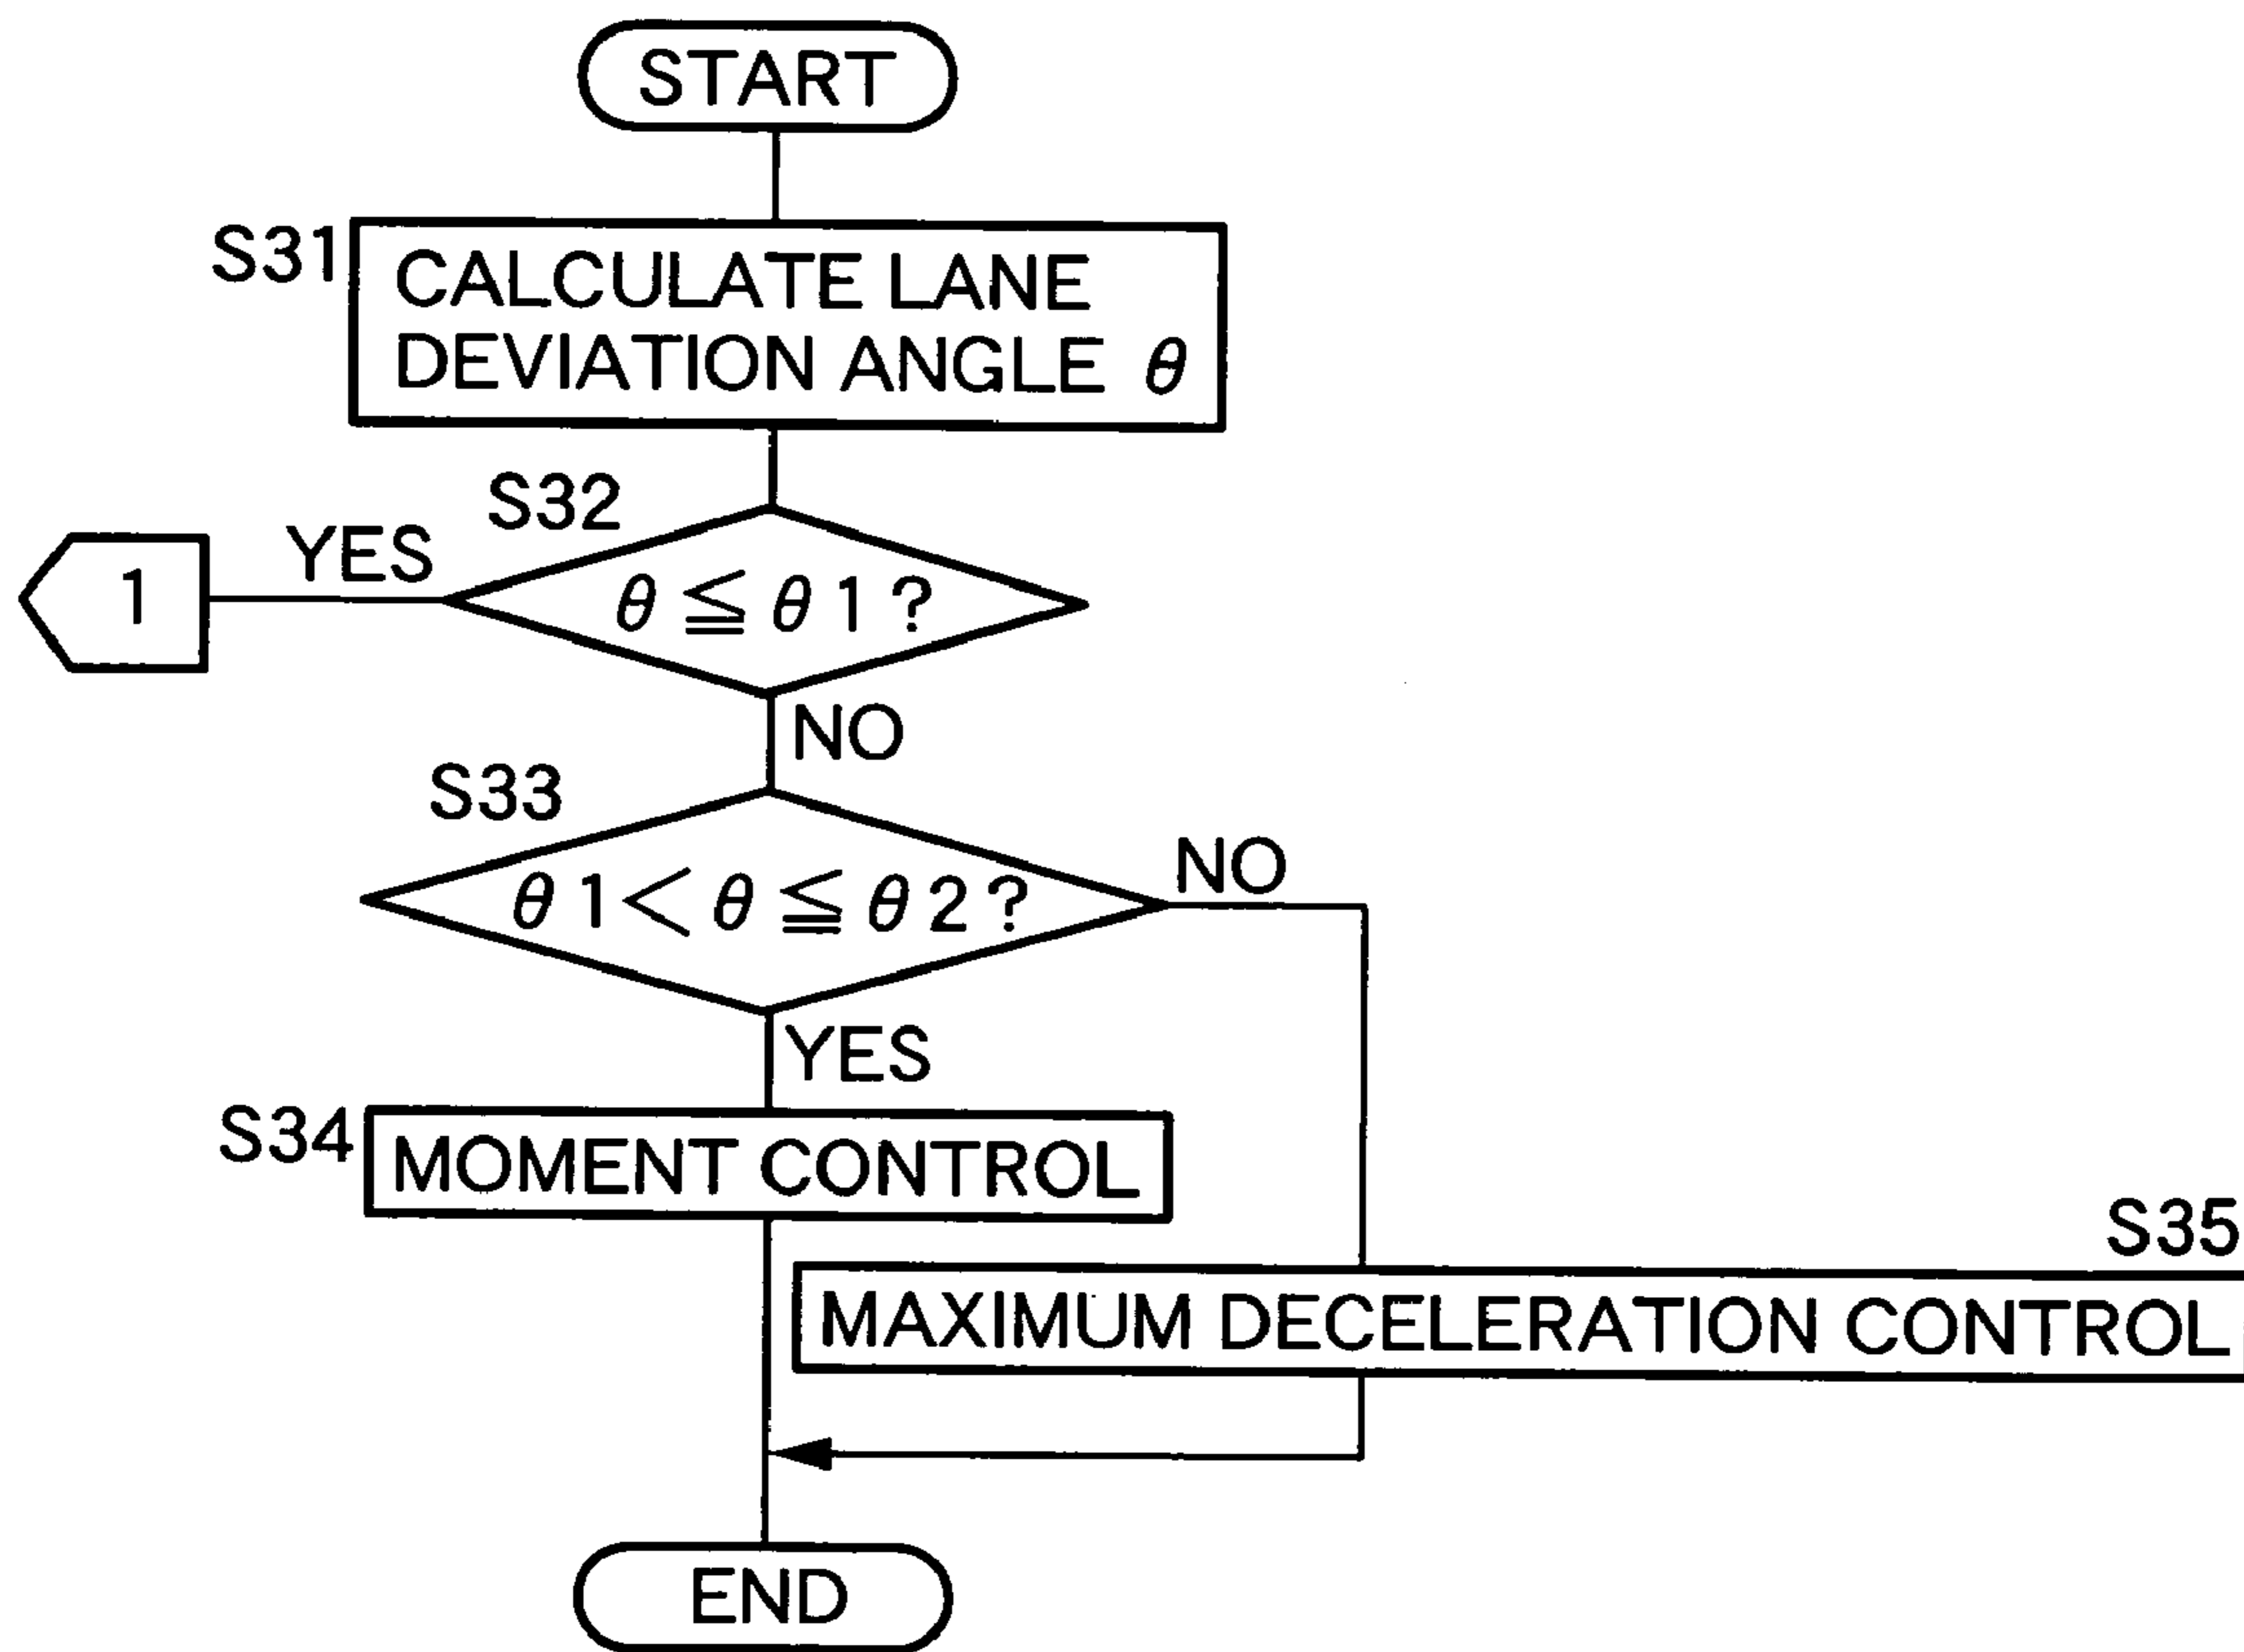 START
S31
CALCULATE LANE
DEVIATION ANGLE θ
S32
YES
1
θ ≦ θ1?
NO
S33
θ1< θ ≦ θ2?
NO
YES
S34
MOMENT CONTROL
S35
MAXIMUM DECELERATION CONTROL
END